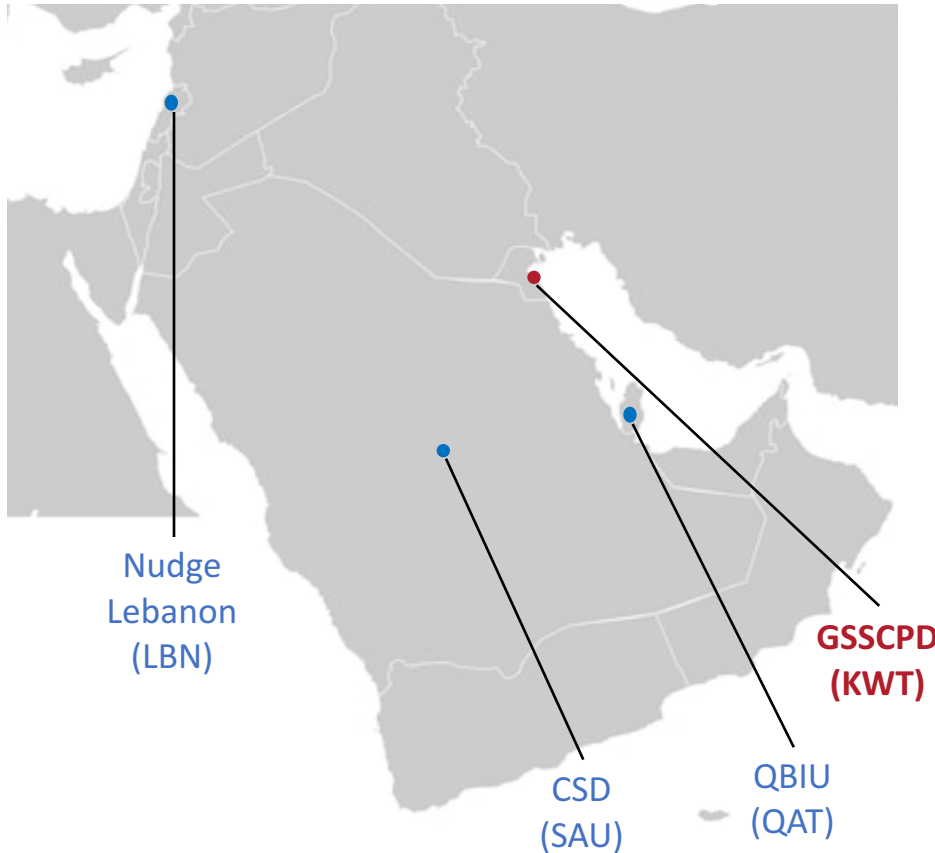 Nudge
Lebanon
(LBN)
GSSCPD
(KWT)
CSD
(SAU)
QBIU
(QAT)